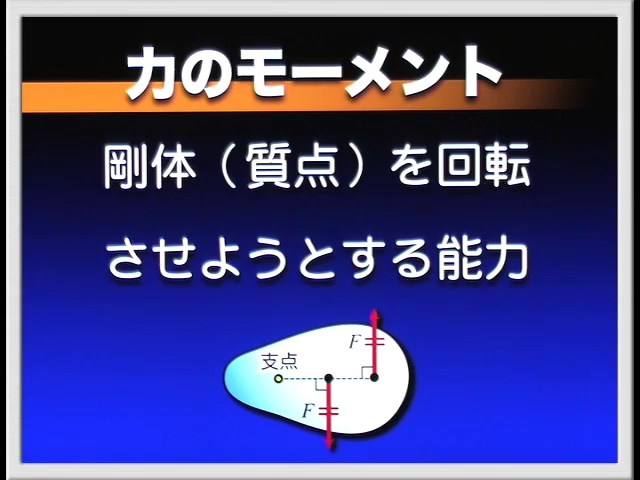 力のモーメント
剛体（質点）を回転
させようとする能力
支点
F
F